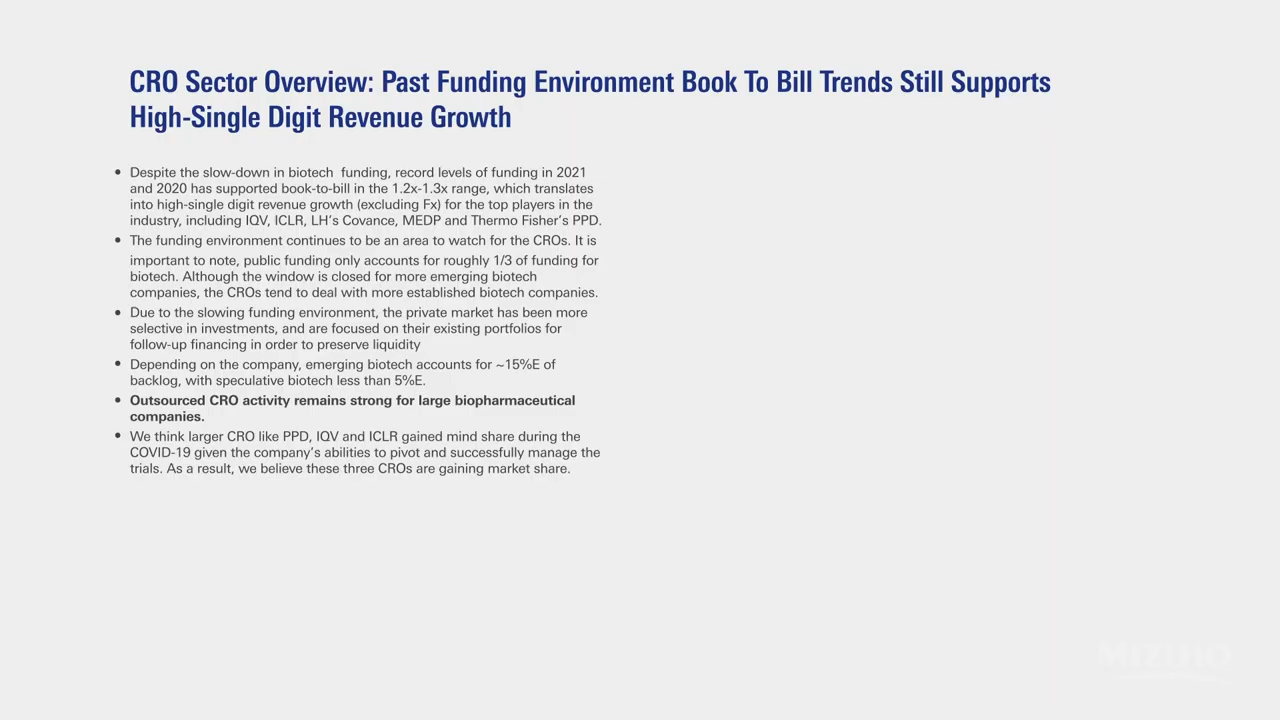 CRO Sector Overview: Past Funding Environment Book To Bill Trends Still Supports
High-Single Digit Revenue Growth
• Despite the slow-down in biotech funding, record levels of funding in 2021
and 2020 has supported book-to-bill in the 1.2x-1.3x range, which translates
into high-single digit revenue growth (excluding Fx) for the top players in the
industry, including IQV, ICLR, LH's Covance, MEDP and Thermo Fisher's PPD.
• The funding environment continues to be an area to watch for the CROs. It is
important to note, public funding only accounts for roughly 1/3 of funding for
biotech. Although the window is closed for more emerging biotech
companies, the CROs tend to deal with more established biotech companies.
• Due to the slowing funding environment, the private market has been more
selective in investments, and are focused on their existing portfolios for
follow-up financing in order to preserve liquidity
• Depending on the company, emerging biotech accounts for ~15%E of
backlog, with speculative biotech less than 5%E.
• Outsourced CRO activity remains strong for large biopharmaceutical
companies.
• We think larger CRO like PPD, IQV and ICLR gained mind share during the
COVID-19 given the company's abilities to pivot and successfully manage the
trials. As a result, we believe these three CROs are gaining market share.
MIZUHO